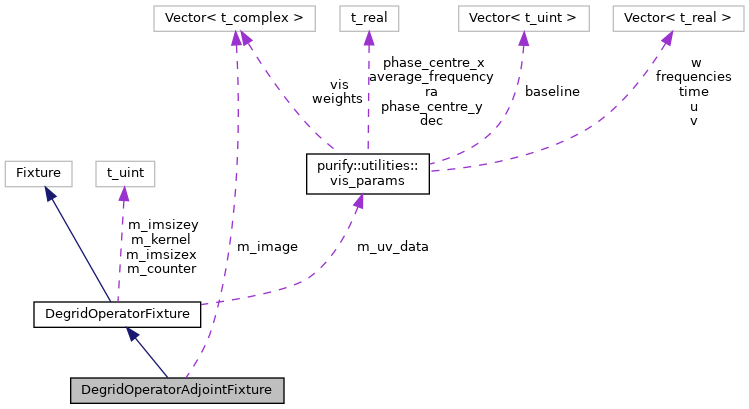 Vector< t_complex >
t_real
Vector< t_uint >
Vector< t_real >
vis
weights
phase_centre_x
average_frequency
ra
phase_centre_y
dec
baseline
w
frequencies
time
u
v
purify::utilities::
vis_params
Fixture
t_uint
m_imsizey
m_kernel
m_imsizex
m_counter
m_image
m_uv_data
DegridOperatorFixture
DegridOperatorAdjointFixture